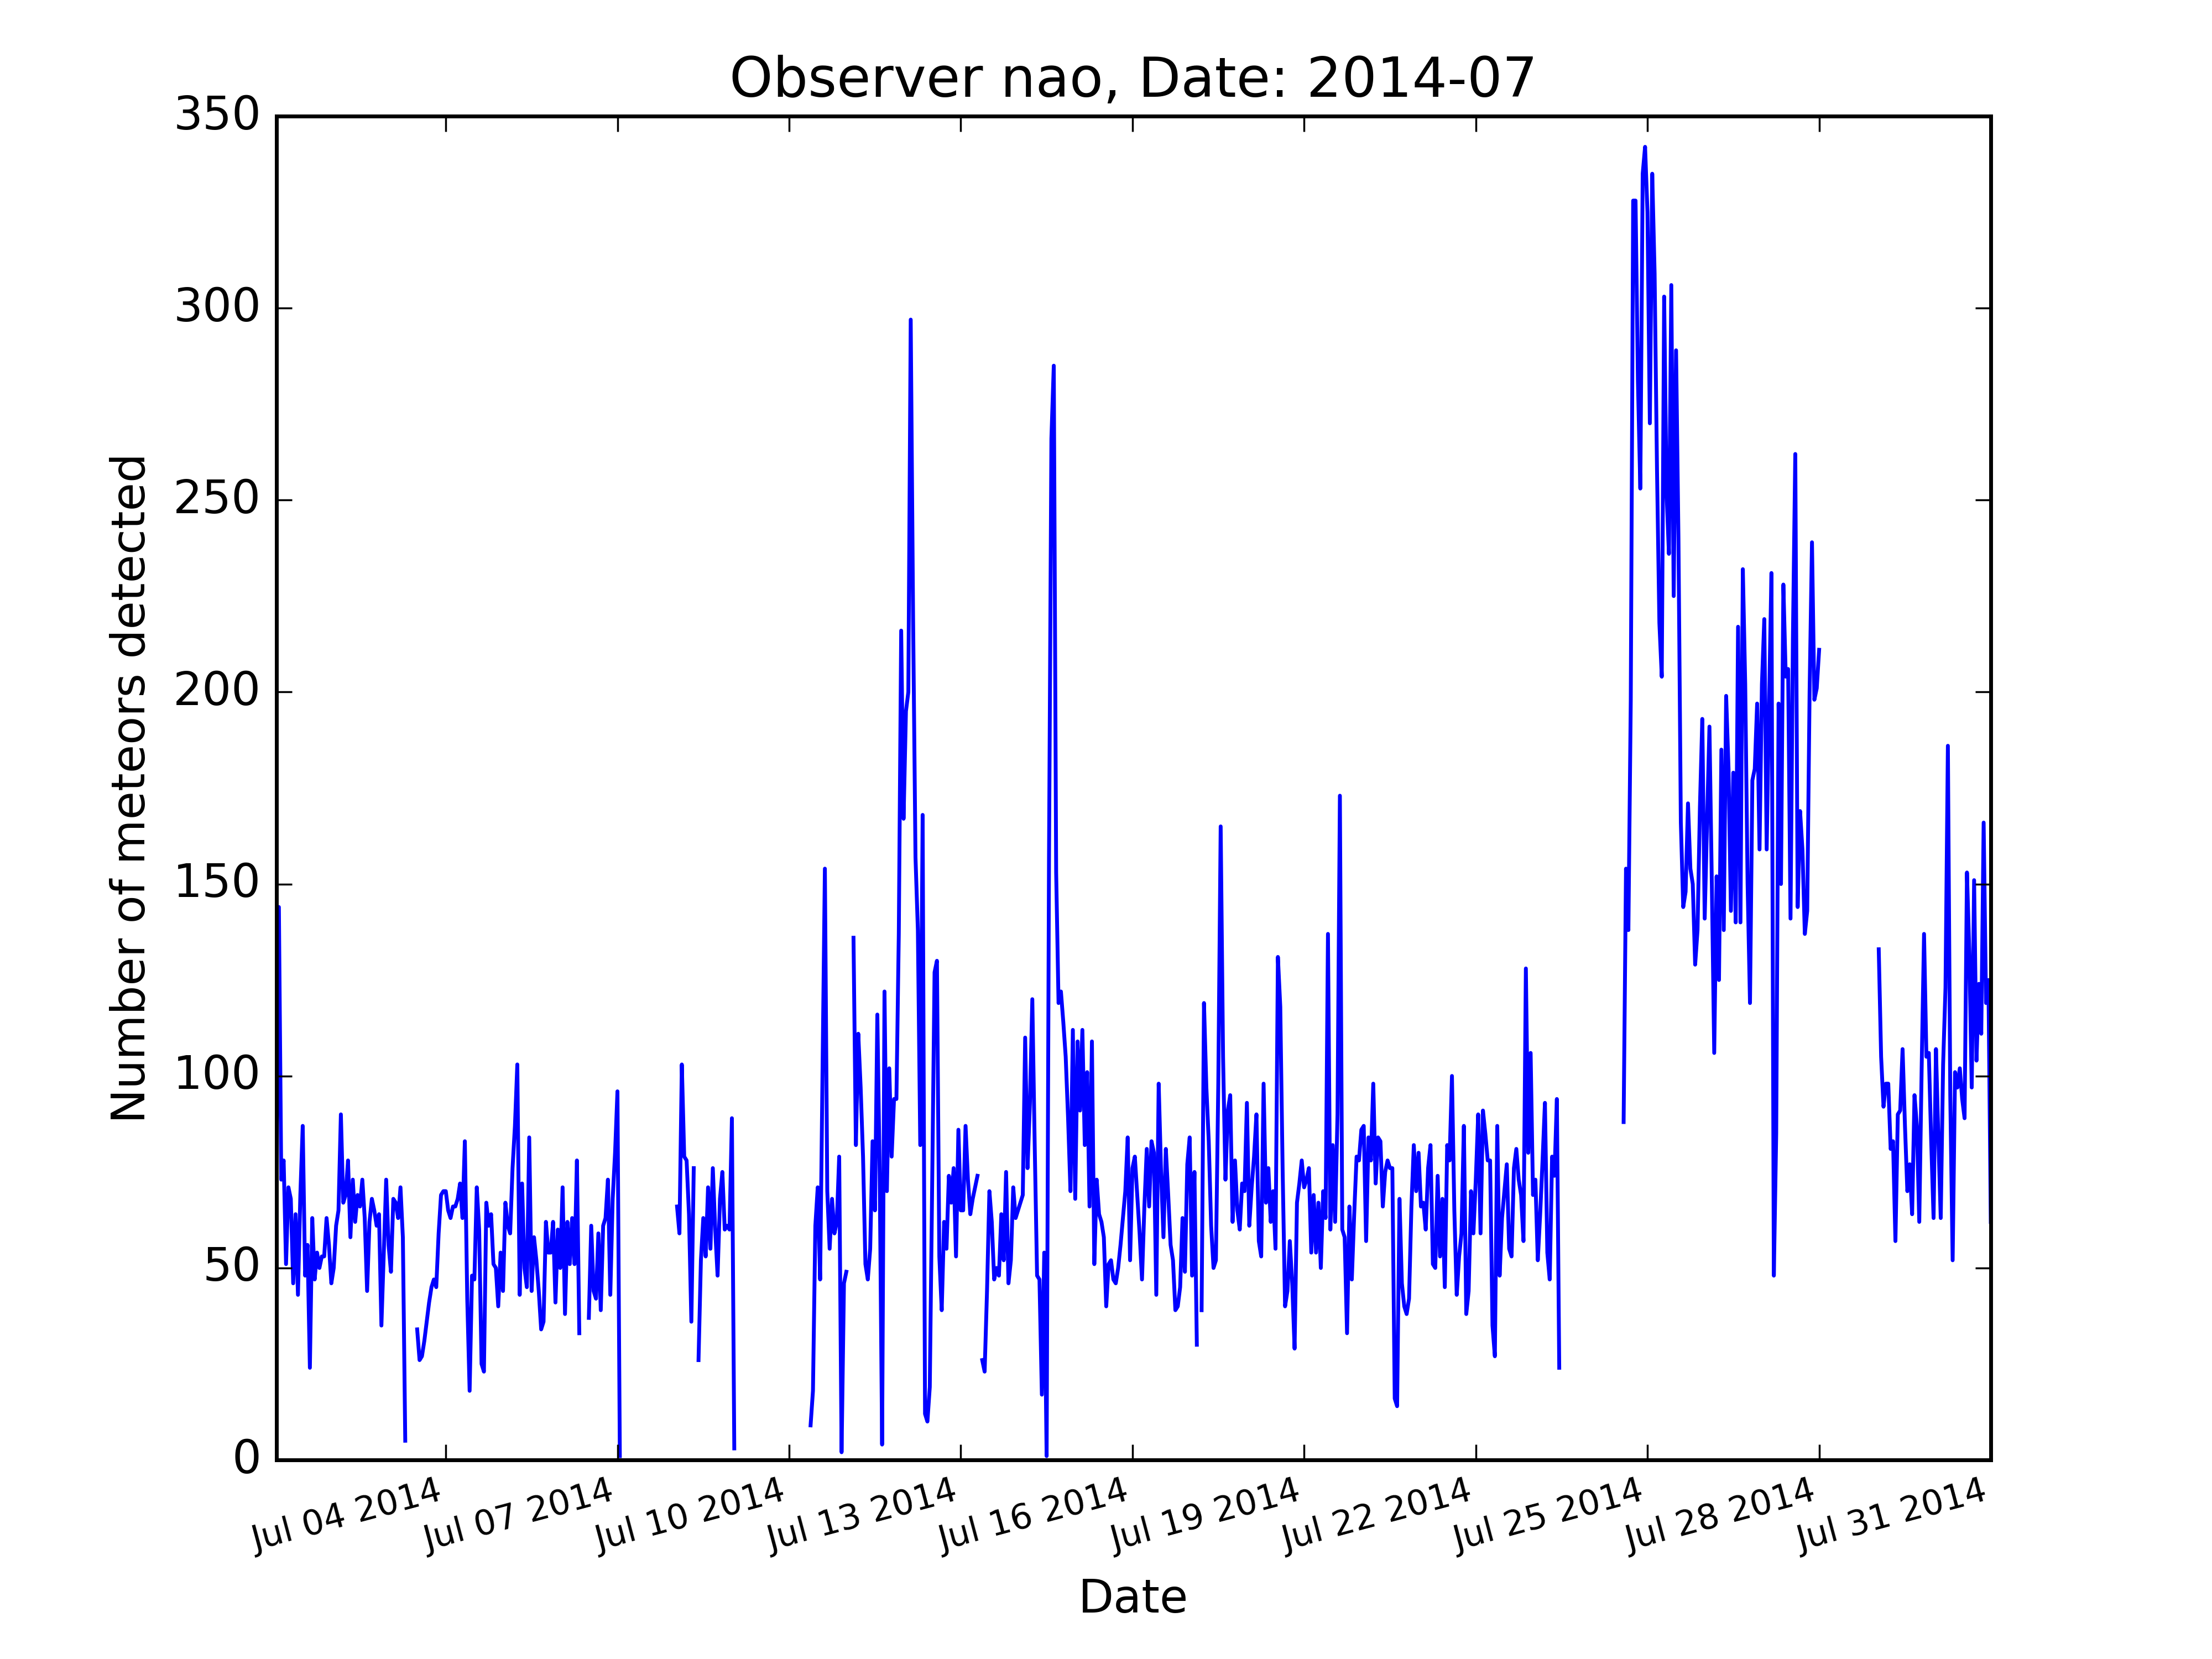 Observer nao, Date: 2014-07
350
300
250
200
150
100
50
0
Number of meteors detected
Jul 04 2014
Jul 07 2014
Jul 10 2014
Jul 13 2014
Jul 16 2014
Jul 19 2014
Jul 22 2014
Jul 25 2014
Jul 28 2014
Jul 31 2014
Date